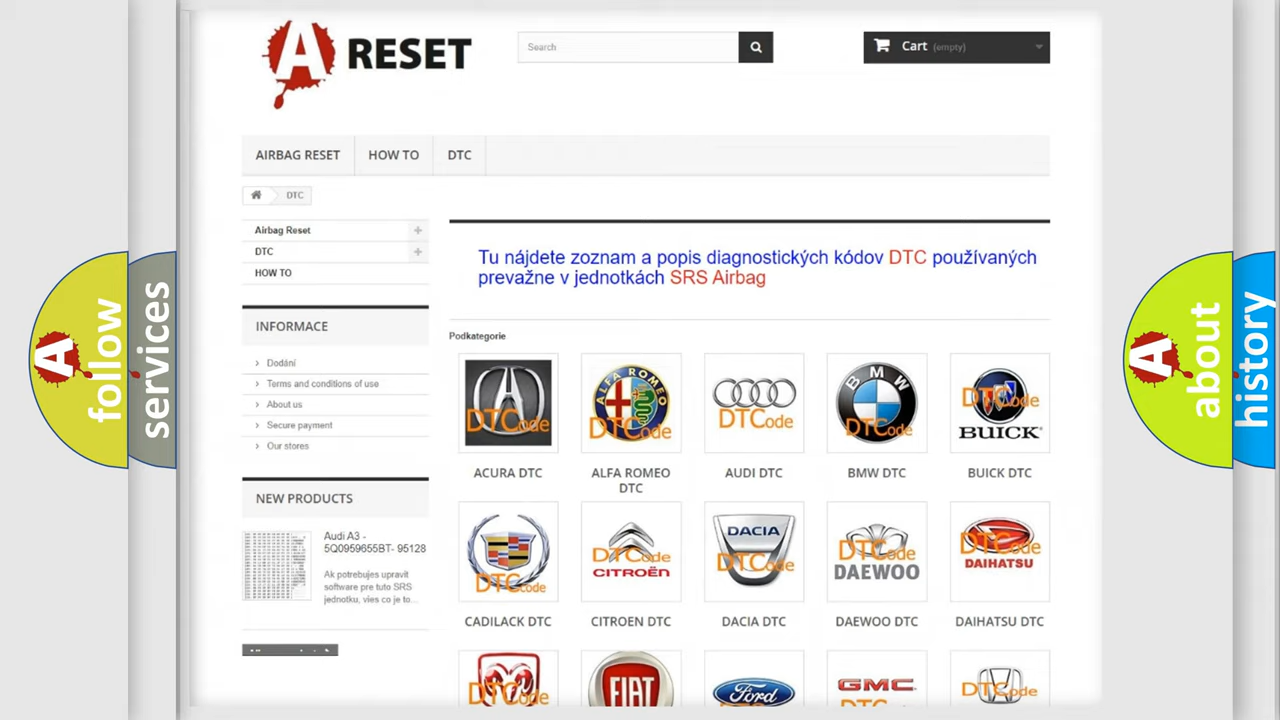 A RESET
Search
Cart (empty)
AIRBAG RESET
HOW TO
DTC
DTC
Airbag Reset
DTC
HOW TO
Tu nájdete zoznam a popis diagnostických kódov DTC používaných
prevažne v jednotkách SRS Airbag
INFORMACE
Dodání
Terms and conditions of use
About us
Secure payment
Our stores
NEW PRODUCTS
Audi A3 -
5Q0959655BT- 95128
Ak potrebujes upravit
software pre tuto SRS
jednotku, vies co je to...
Podkategorie
DTCode
ALFA ROMEO
DTCode
DTCode
BMW
DTCode
DTCode
BUICK
ACURA DTC
ALFA ROMEO
DTC
AUDI DTC
BMW DTC
BUICK DTC
DTCode
DTCode
CITROËN
DACIA
DTCode
DTCode
DAEWOO
DTCode
DAIHATSU
CADILACK DTC
CITROEN DTC
DACIA DTC
DAEWOO DTC
DAIHATSU DTC
DTCode
FIAT
Ford
GMC
DTCode
A follow
services
A about
history